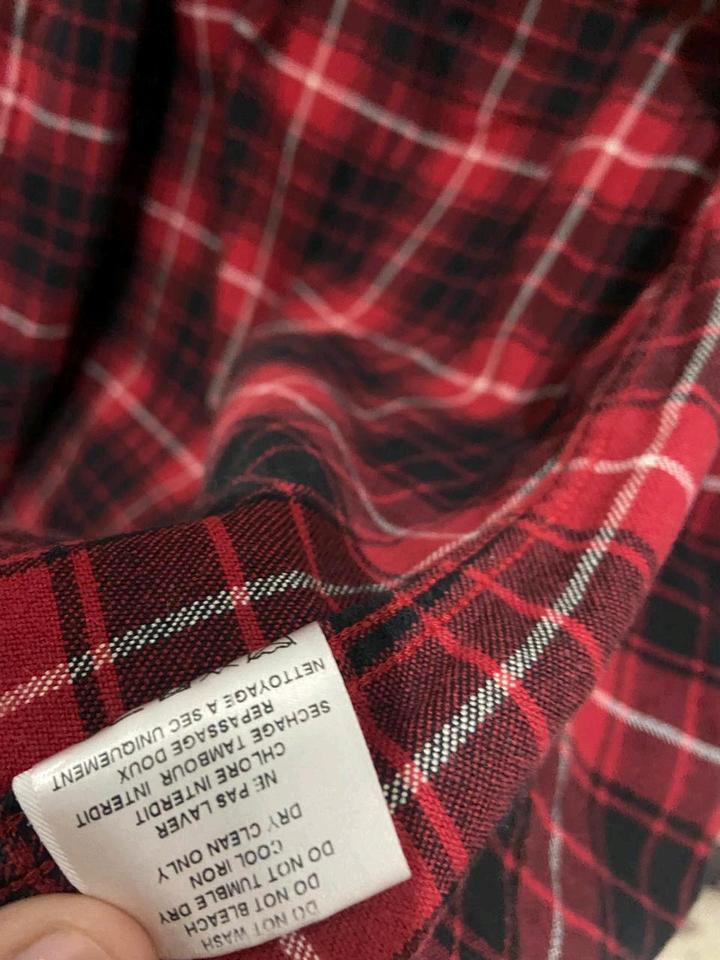 DO NOT WASH
DO NOT BLEACH
DO NOT TUMBLE DRY
COOL IRON
DRY CLEAN ONLY
NE PAS LAVER
CHLORE INTERDIT
SECHAGE TAMBOUR INTERDIT
REPASSAGE DOUX
NETTOYAGE A SEC UNIQUEMENT